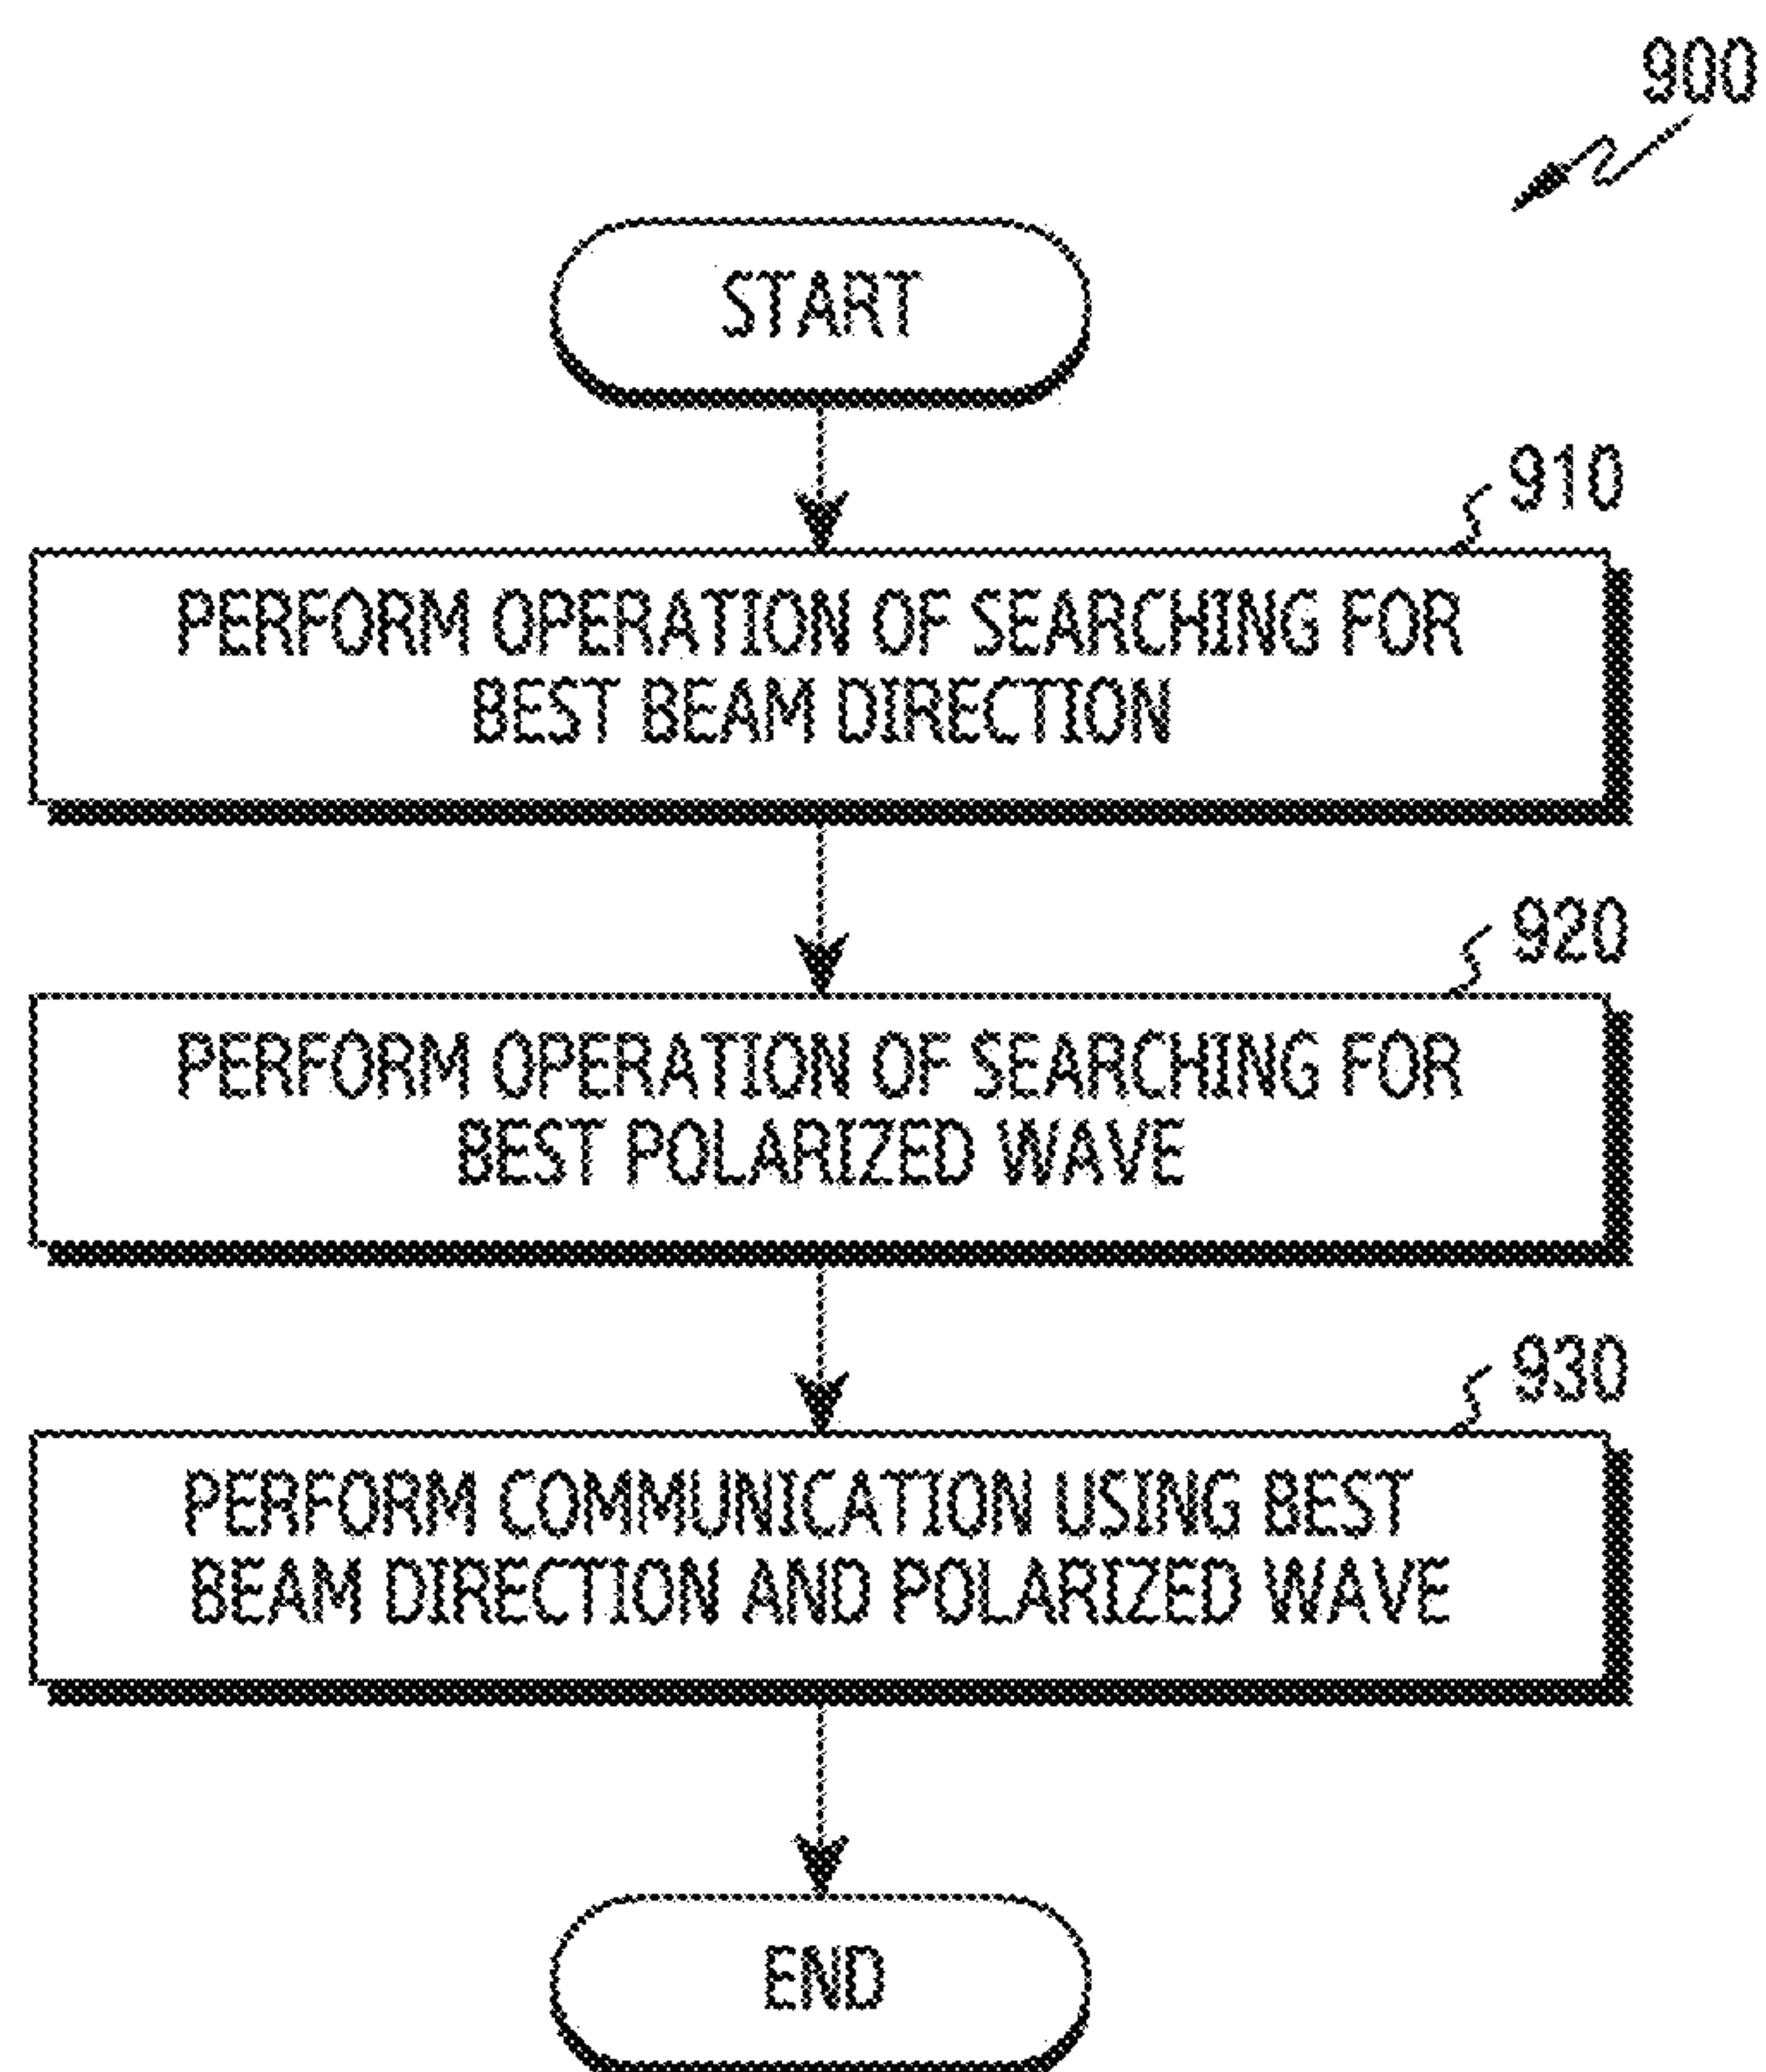 900
START
910
PERFORM OPERATION OF SEARCHING FOR
BEST BEAM DIRECTION
920
PERFORM OPERATION OF SEARCHING FOR
BEST POLARIZED WAVE
930
PERFORM COMMUNICATION USING BEST
BEAM DIRECTION AND POLARIZED WAVE
END